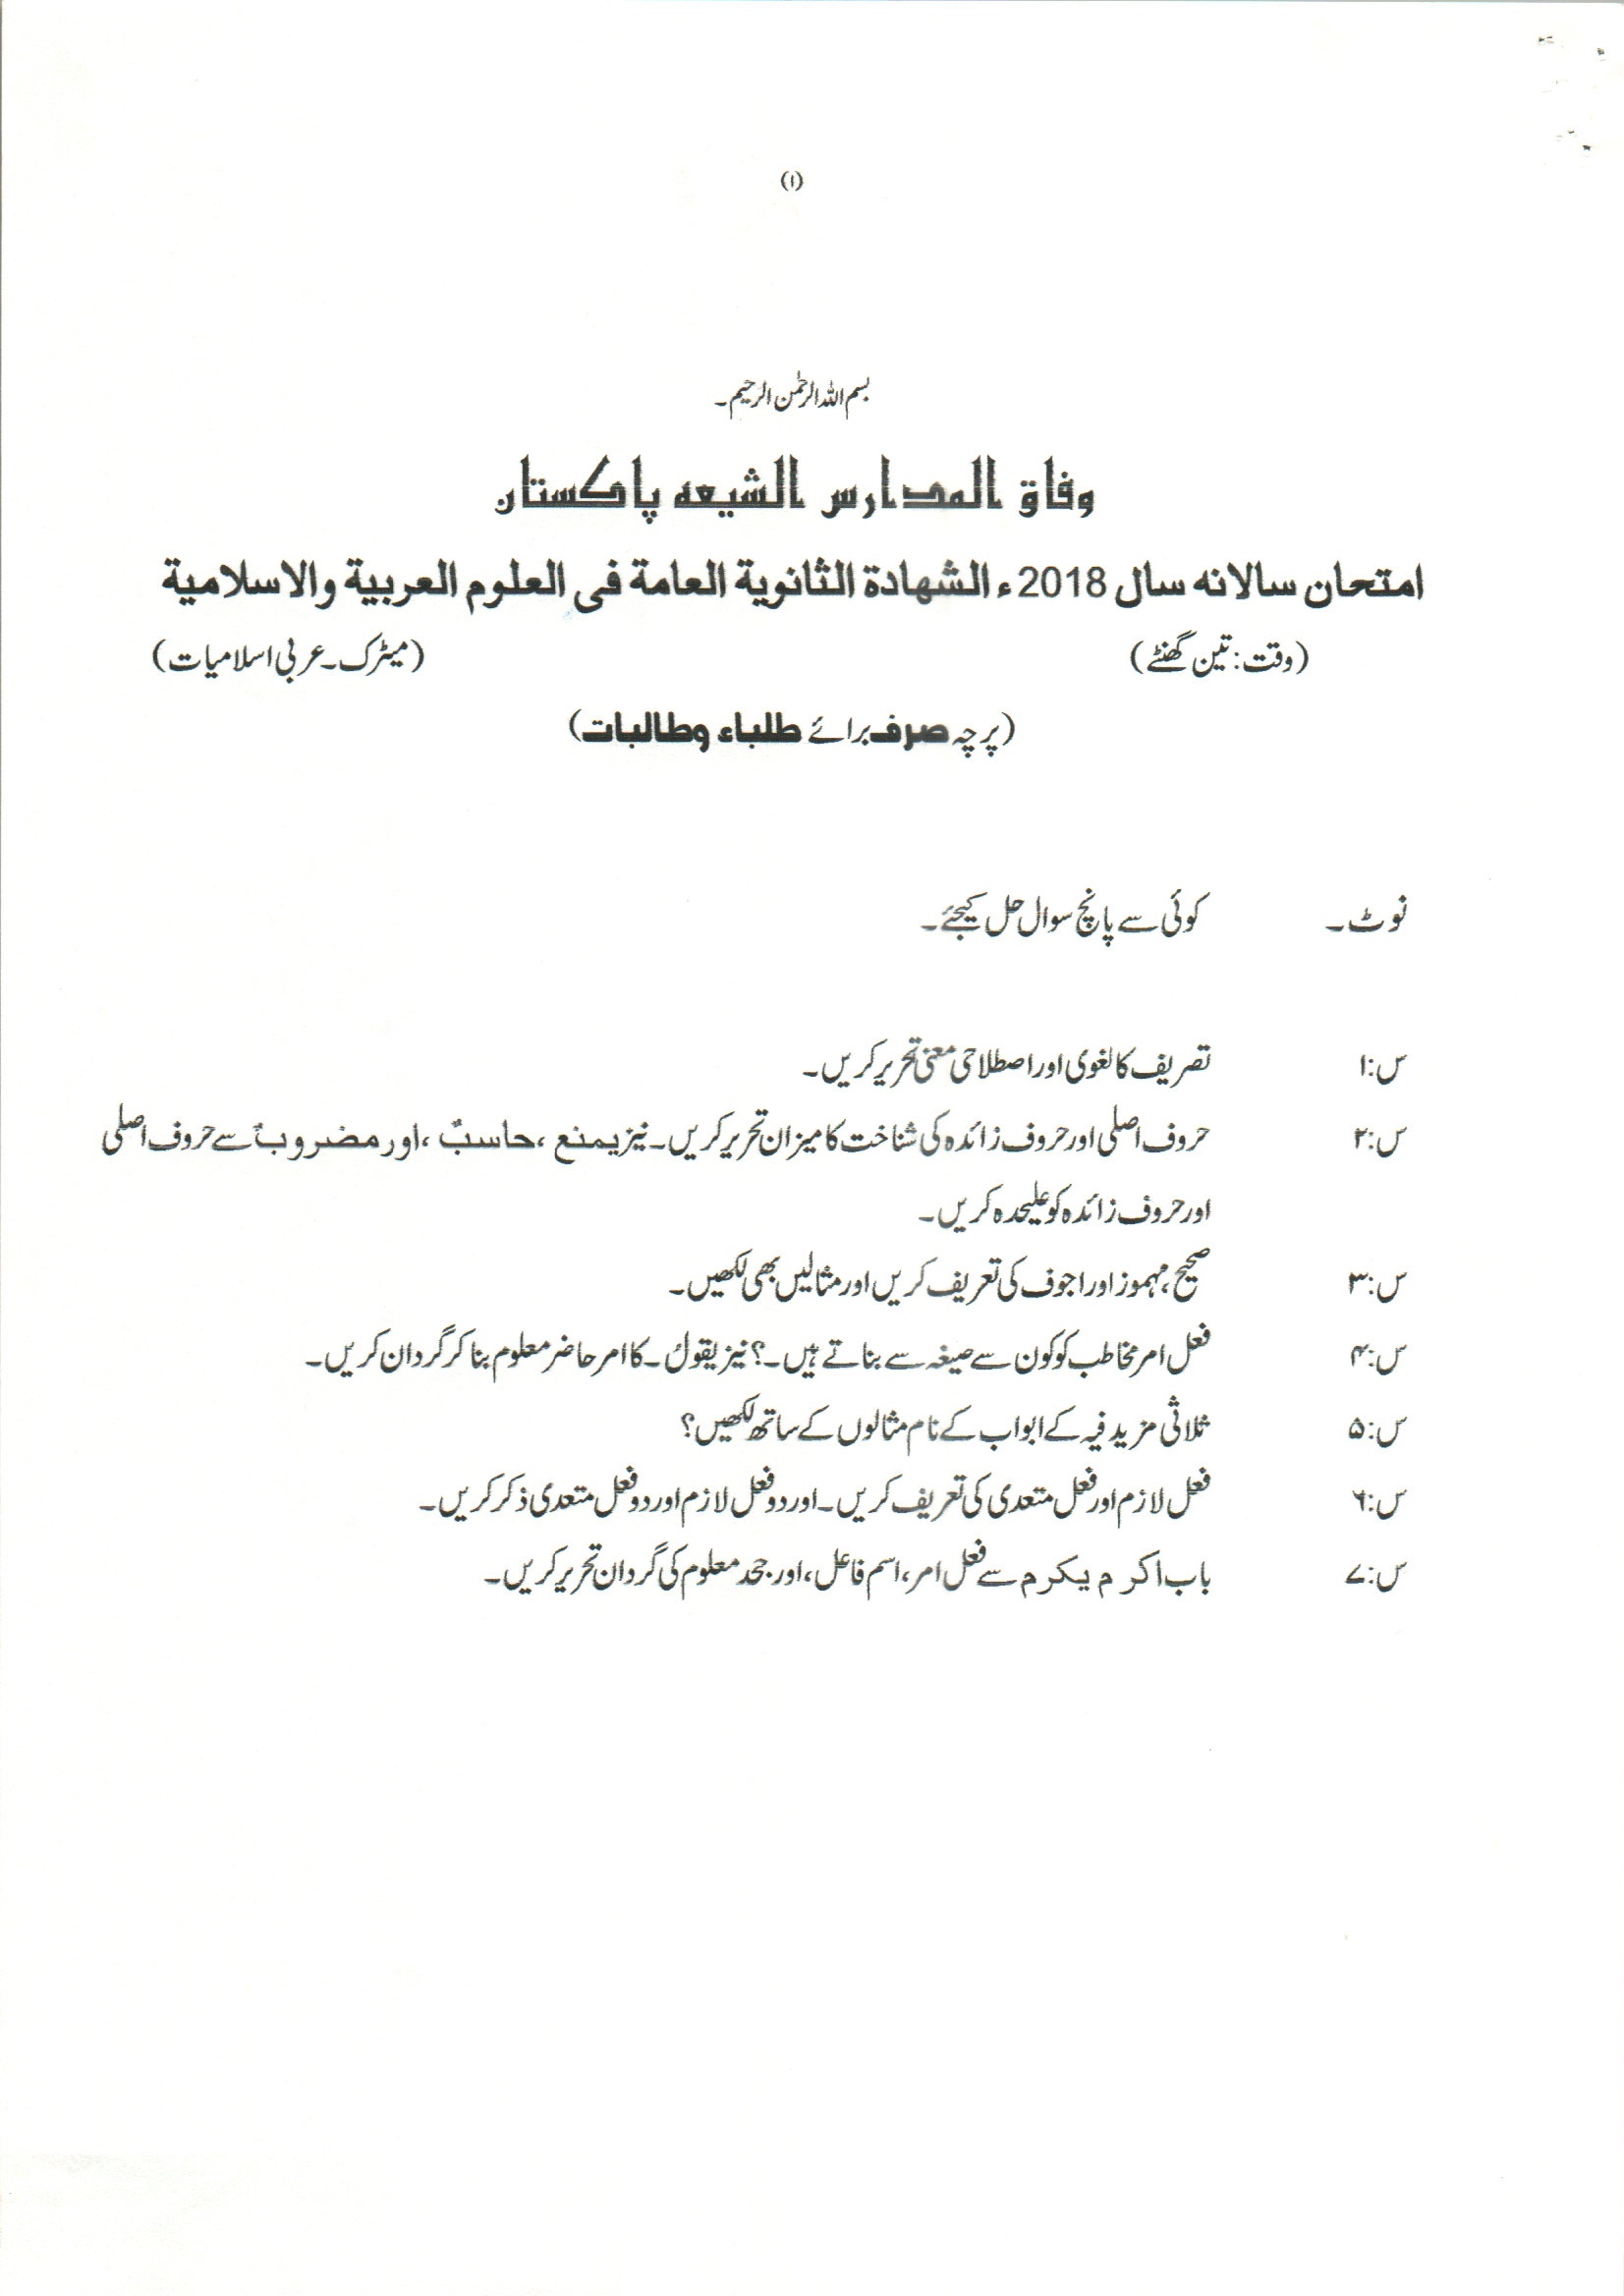 (۱)
بسم اللہ الرحمٰن الرحیم۔
وفاق المدارس الشیعه پاکستان
امتحان سالانه سال 2018ء الشهادة الثانوية العامة فى العلوم العربية والاسلامية
(وقت: تین گھنٹے) (میٹرک۔ عربی اسلامیات)
(پرچہ صرف برائے طلباء وطالبات)
نوٹ۔ کوئی سے پانچ سوال حل کیجئے۔
س:۱ تصریف کا لغوی اور اصطلاحی معنی تحریر کریں۔
س:۲ حروف اصلی اور حروف زائدہ کی شناخت کا میزان تحریر کریں۔ نیز یمنع ، حاسبٌ ، اور مضروبٌ سے حروف اصلی
اور حروف زائدہ کو علیحدہ کریں۔
س:۳ صحیح، مہموز اور اجوف کی تعریف کریں اور مثالیں بھی لکھیں۔
س:۴ فعل امر مخاطب کو کون سے صیغہ سے بناتے ہیں۔؟ نیز یقول۔ کا امر حاضر معلوم بنا کر گردان کریں۔
س:۵ ثلاثی مزید فیہ کے ابواب کے نام مثالوں کے ساتھ لکھیں؟
س:۶ فعل لازم اور فعل متعدی کی تعریف کریں۔ اور دو فعل لازم اور دو فعل متعدی ذکر کریں۔
س:۷ باب اکرم یکرم سے فعل امر، اسم فاعل، اور جحد معلوم کی گردان تحریر کریں۔